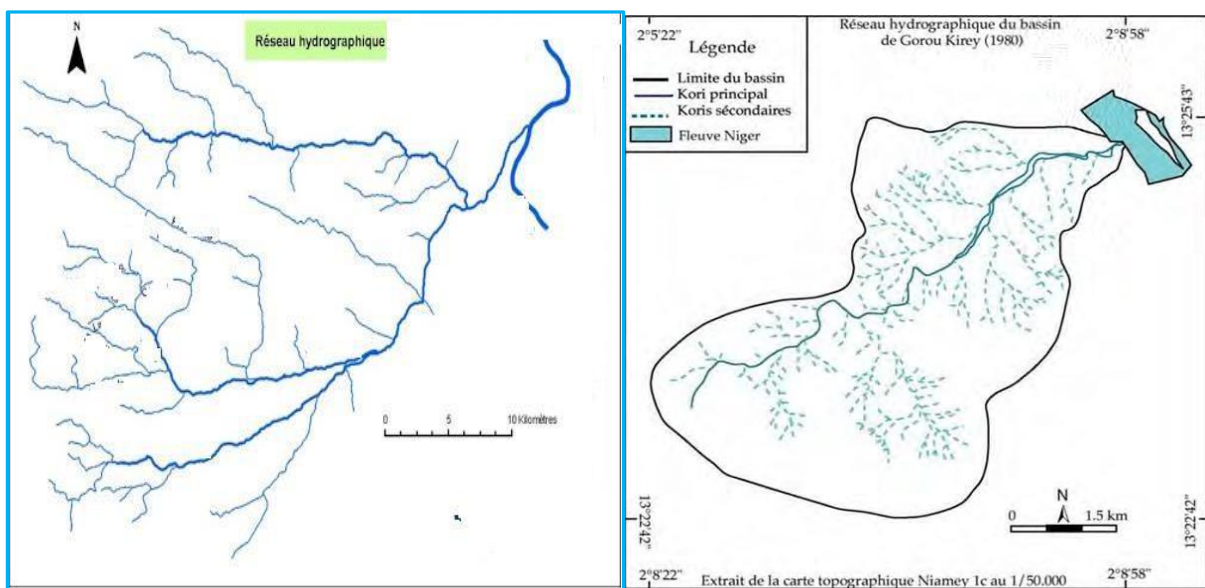 N
Réseau hydrographique
0 5 10 Kilomètres
2°5'22"
Réseau hydrographique du bassin
de Gorou Kirey (1980)
2°8'58"
Légende
Limite du bassin
Kori principal
Koris sécondaires
Fleuve Niger
13°25'43"
N
0 1.5 km
13°22'42"
13°22'42"
2°8'22"
Extrait de la carte topographique Niamey 1c au 1/50.000
2°8'58"